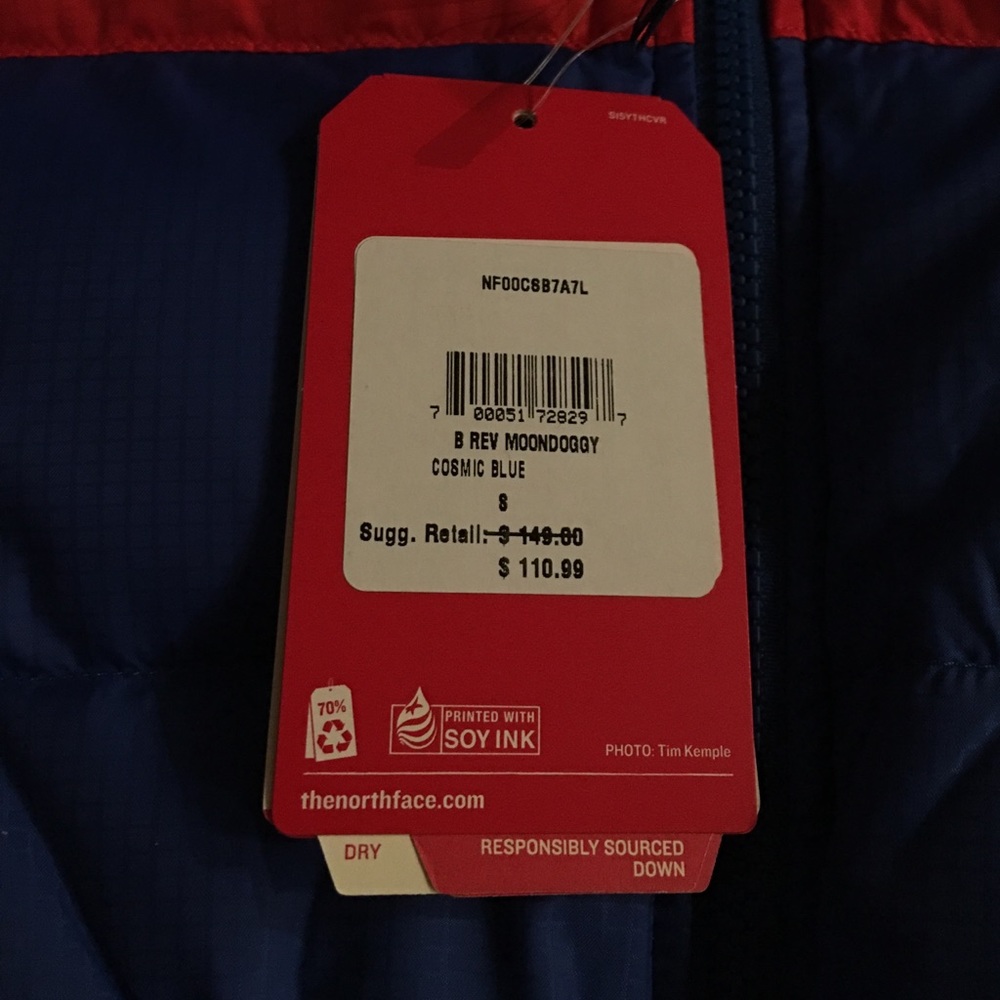 SISYTHCVR
NF00CSB7A7L
7 00051 72829 7
B REV MOONDOGGY
COSMIC BLUE
S
Sugg. Retail: $ 149.00
$ 110.99
70%
PRINTED WITH
SOY INK
PHOTO: Tim Kemple
thenorthface.com
DRY
RESPONSIBLY SOURCED
DOWN